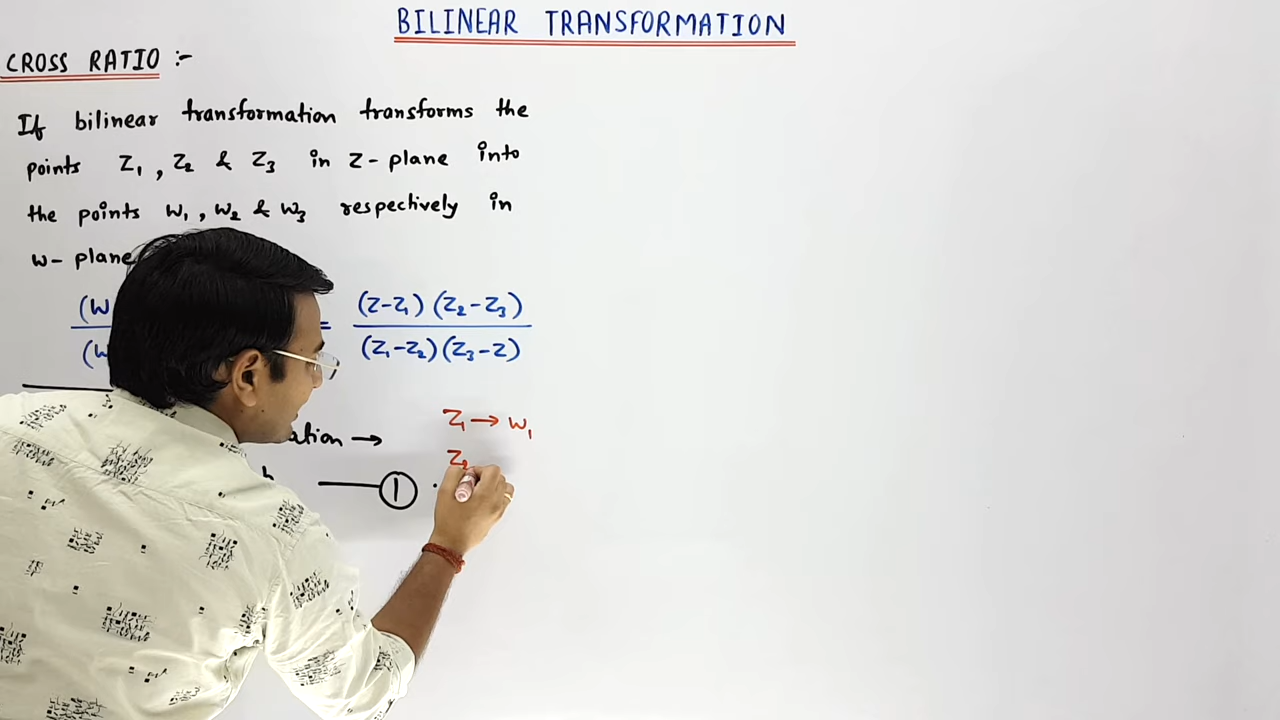 BILINEAR TRANSFORMATION
CROSS RATIO :-
If bilinear transformation transforms the
points Z₁, Z₂ & Z₃ in Z-plane into
the points W₁, W₂ & W₃ respectively in
W-plane
(W = (Z-Z₁)(Z₂-Z₃)
(W (Z₁-Z₂)(Z₃-Z)
Z₁ → W₁
ation →
Z₂
1